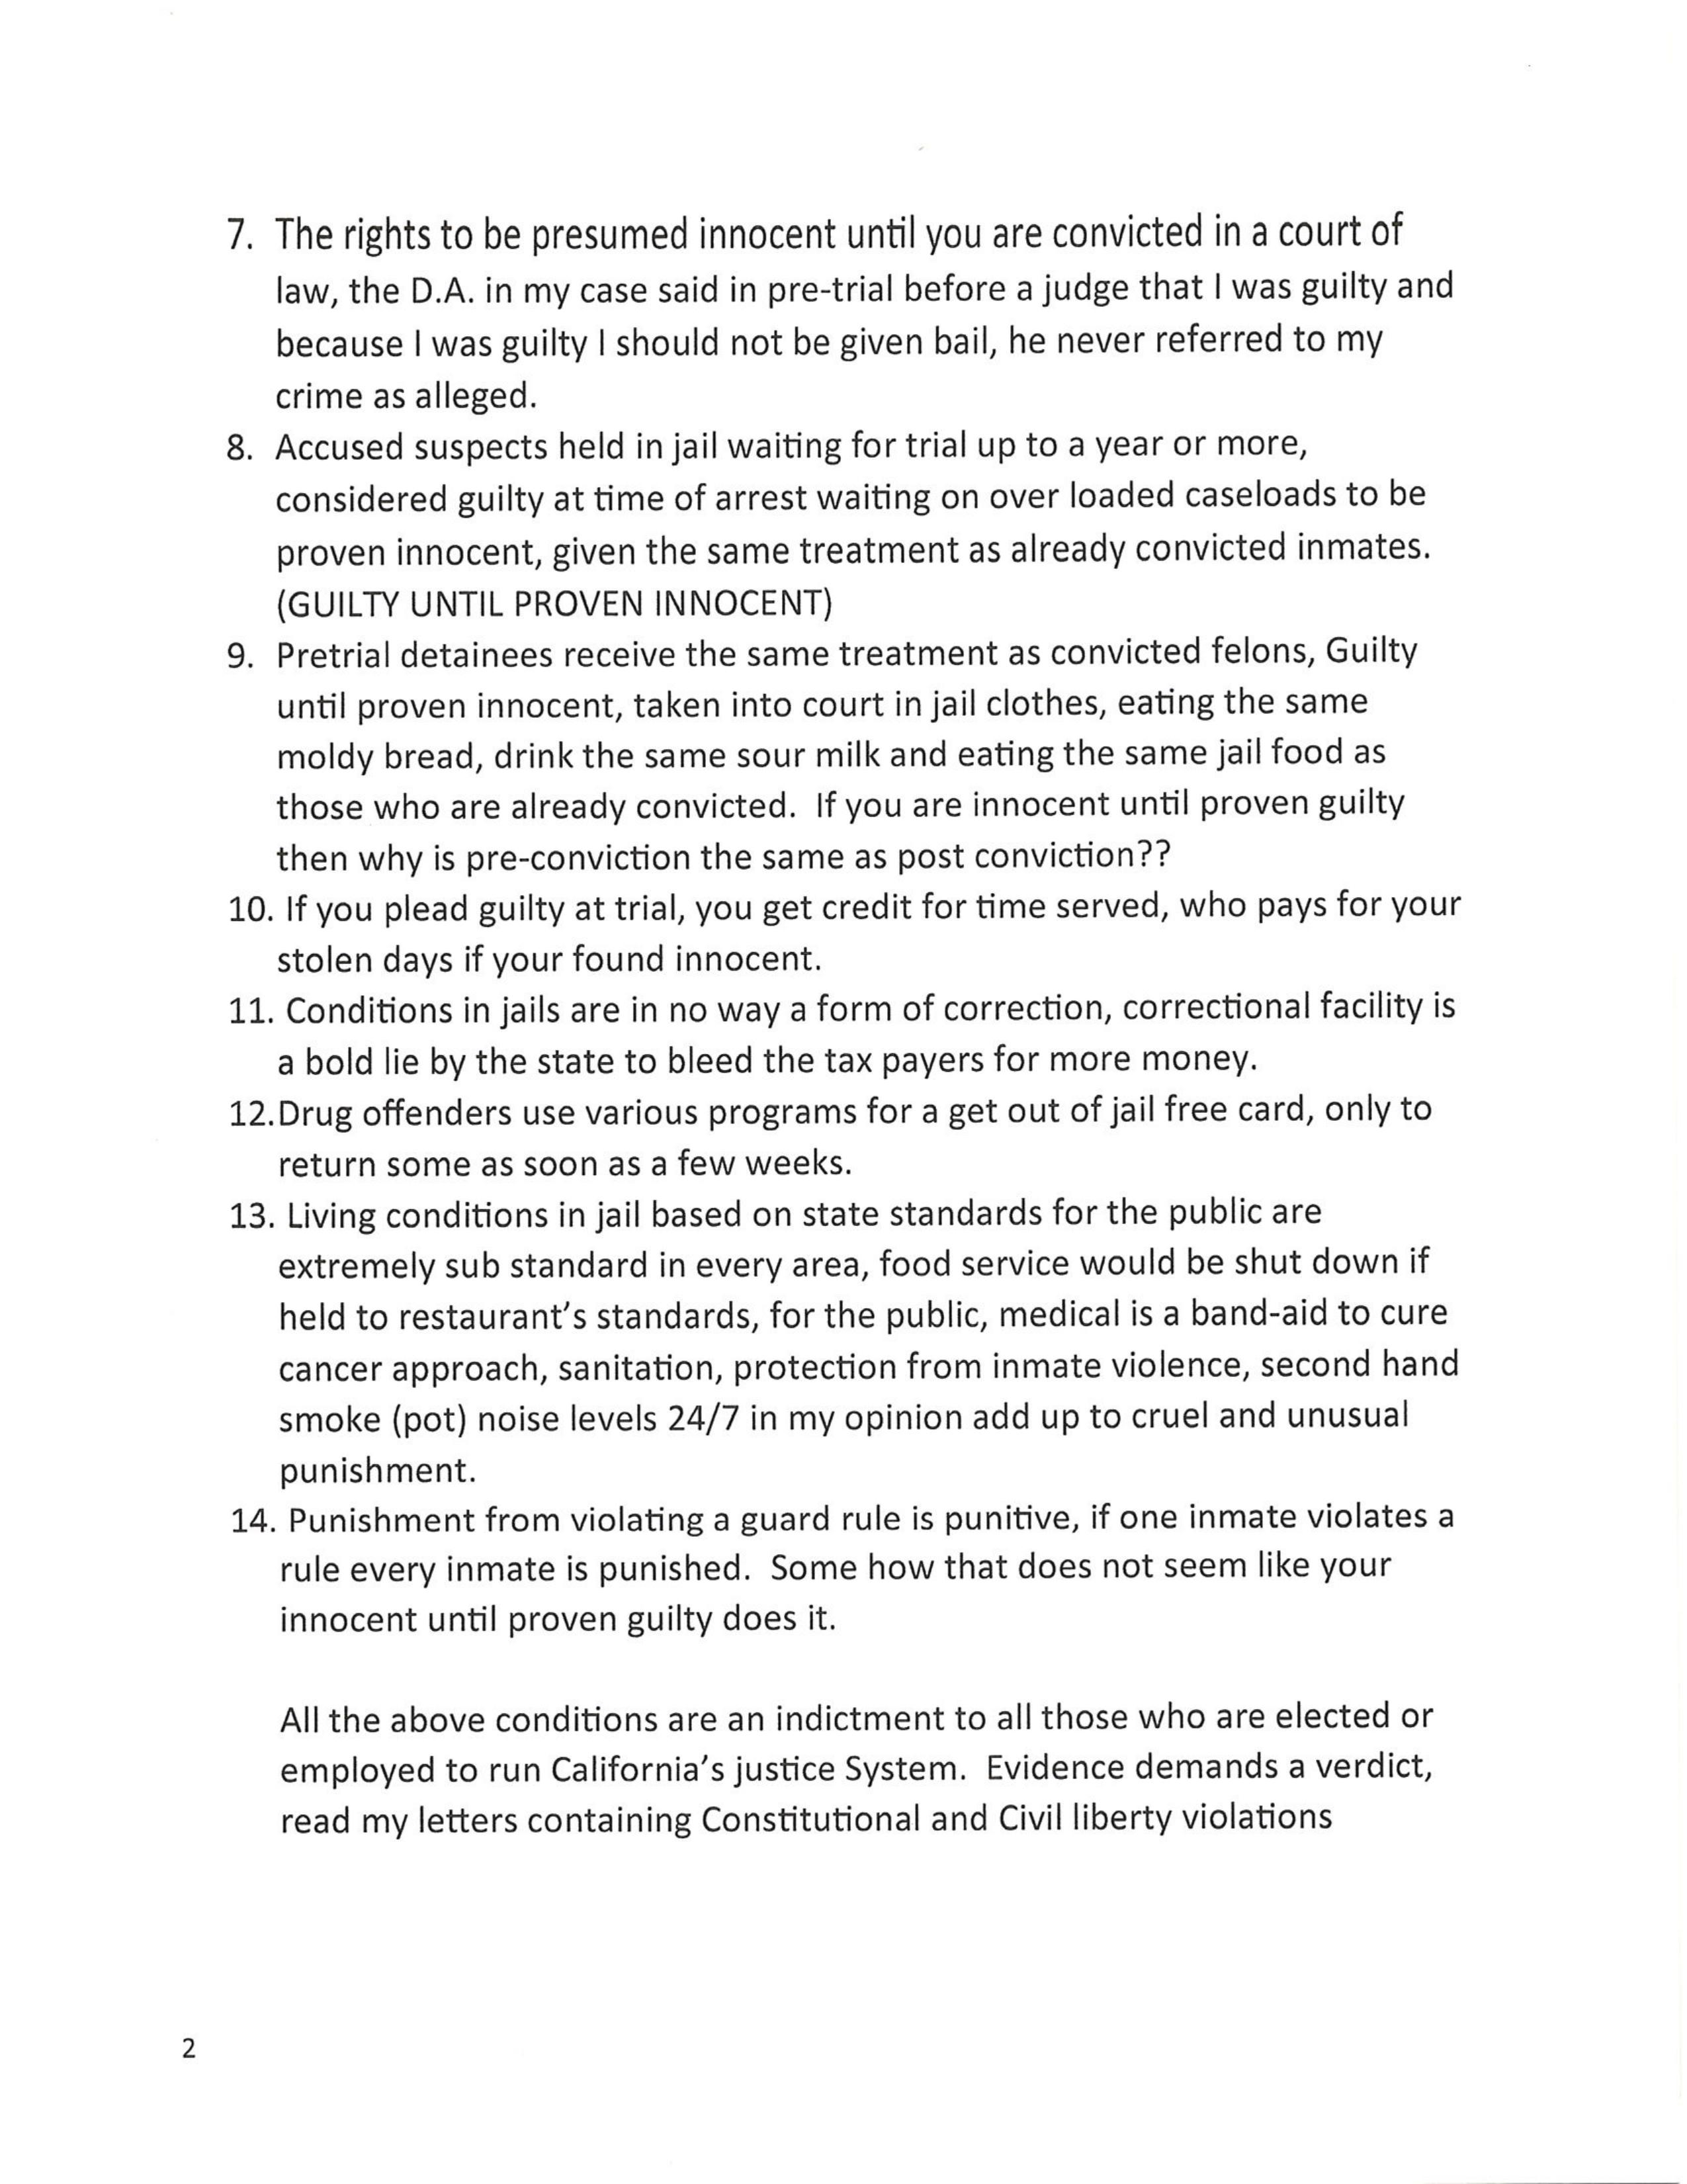 7. The rights to be presumed innocent until you are convicted in a court of
law, the D.A. in my case said in pre-trial before a judge that I was guilty and
because I was guilty I should not be given bail, he never referred to my
crime as alleged.
8. Accused suspects held in jail waiting for trial up to a year or more,
considered guilty at time of arrest waiting on over loaded caseloads to be
proven innocent, given the same treatment as already convicted inmates.
(GUILTY UNTIL PROVEN INNOCENT)
9. Pretrial detainees receive the same treatment as convicted felons, Guilty
until proven innocent, taken into court in jail clothes, eating the same
moldy bread, drink the same sour milk and eating the same jail food as
those who are already convicted.  If you are innocent until proven guilty
then why is pre-conviction the same as post conviction??
10. If you plead guilty at trial, you get credit for time served, who pays for your
stolen days if your found innocent.
11. Conditions in jails are in no way a form of correction, correctional facility is
a bold lie by the state to bleed the tax payers for more money.
12.Drug offenders use various programs for a get out of jail free card, only to
return some as soon as a few weeks.
13. Living conditions in jail based on state standards for the public are
extremely sub standard in every area, food service would be shut down if
held to restaurant's standards, for the public, medical is a band-aid to cure
cancer approach, sanitation, protection from inmate violence, second hand
smoke (pot) noise levels 24/7 in my opinion add up to cruel and unusual
punishment.
14. Punishment from violating a guard rule is punitive, if one inmate violates a
rule every inmate is punished.  Some how that does not seem like your
innocent until proven guilty does it.
All the above conditions are an indictment to all those who are elected or
employed to run California's justice System.  Evidence demands a verdict,
read my letters containing Constitutional and Civil liberty violations
2